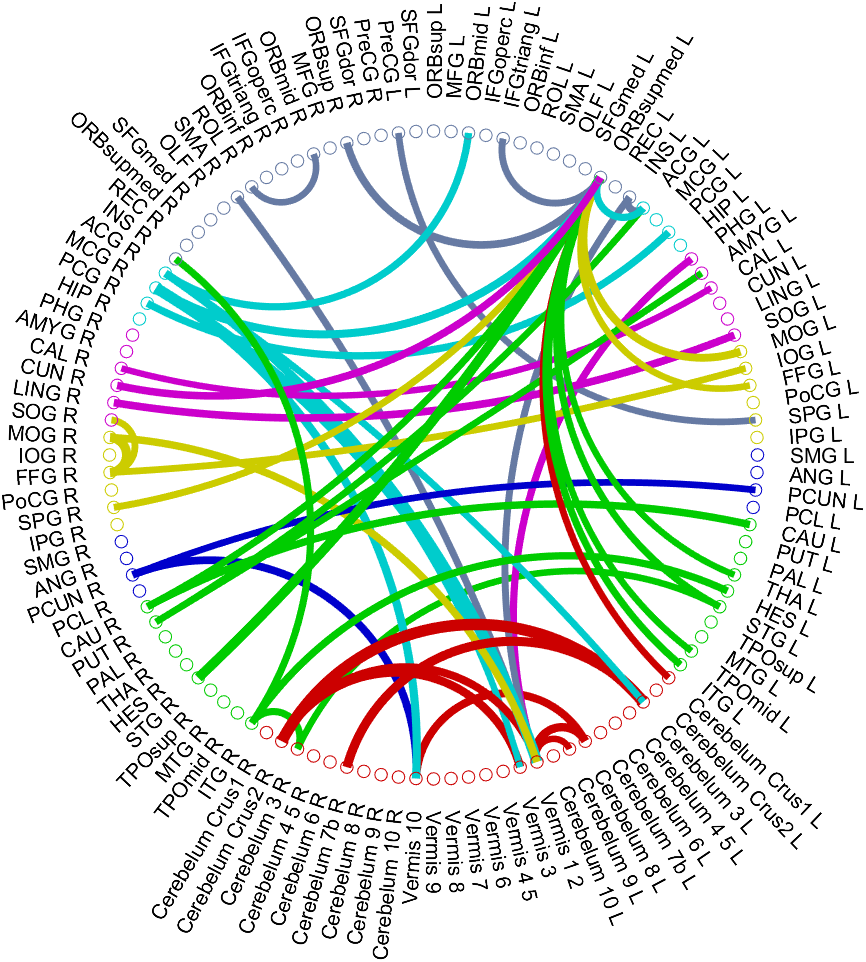 SFGdor L
ORBsup L
MFG L
ORBmid L
IFGoperc L
IFGtriang L
ORBinf L
ROL L
SMA L
OLF L
SFGmed L
ORBsupmed L
REC L
INS L
ACG L
MCG L
PCG L
HIP L
PHG L
AMYG L
CAL L
CUN L
LING L
SOG L
MOG L
IOG L
FFG L
PoCG L
SPG L
IPG L
SMG L
ANG L
PCUN L
PCL L
CAU L
PUT L
PAL L
THA L
HES L
STG L
TPOsup L
MTG L
TPOmid L
ITG L
Cerebelum Crus1 L
Cerebelum Crus2 L
Cerebelum 3 L
Cerebelum 4 5 L
Cerebelum 6 L
Cerebelum 7b L
Cerebelum 8 L
Cerebelum 9 L
Cerebelum 10 L
Vermis 1 2
Vermis 3
Vermis 4 5
Vermis 6
Vermis 7
Vermis 8
Vermis 9
Vermis 10
Cerebelum 10 R
Cerebelum 9 R
Cerebelum 8 R
Cerebelum 7b R
Cerebelum 6 R
Cerebelum 4 5 R
Cerebelum 3 R
Cerebelum Crus2 R
Cerebelum Crus1 R
ITG R
TPOmid R
MTG R
TPOsup R
STG R
HES R
THA R
PAL R
PUT R
CAU R
PCL R
PCUN R
ANG R
SMG R
IPG R
SPG R
PoCG R
FFG R
IOG R
MOG R
SOG R
LING R
CUN R
CAL R
AMYG R
PHG R
HIP R
PCG R
MCG R
ACG R
INS R
REC R
ORBsupmed R
SFGmed R
OLF R
SMA R
ROL R
ORBinf R
IFGtriang R
IFGoperc R
ORBmid R
MFG R
ORBsup R
SFGdor R
PreCG R
PreCG L